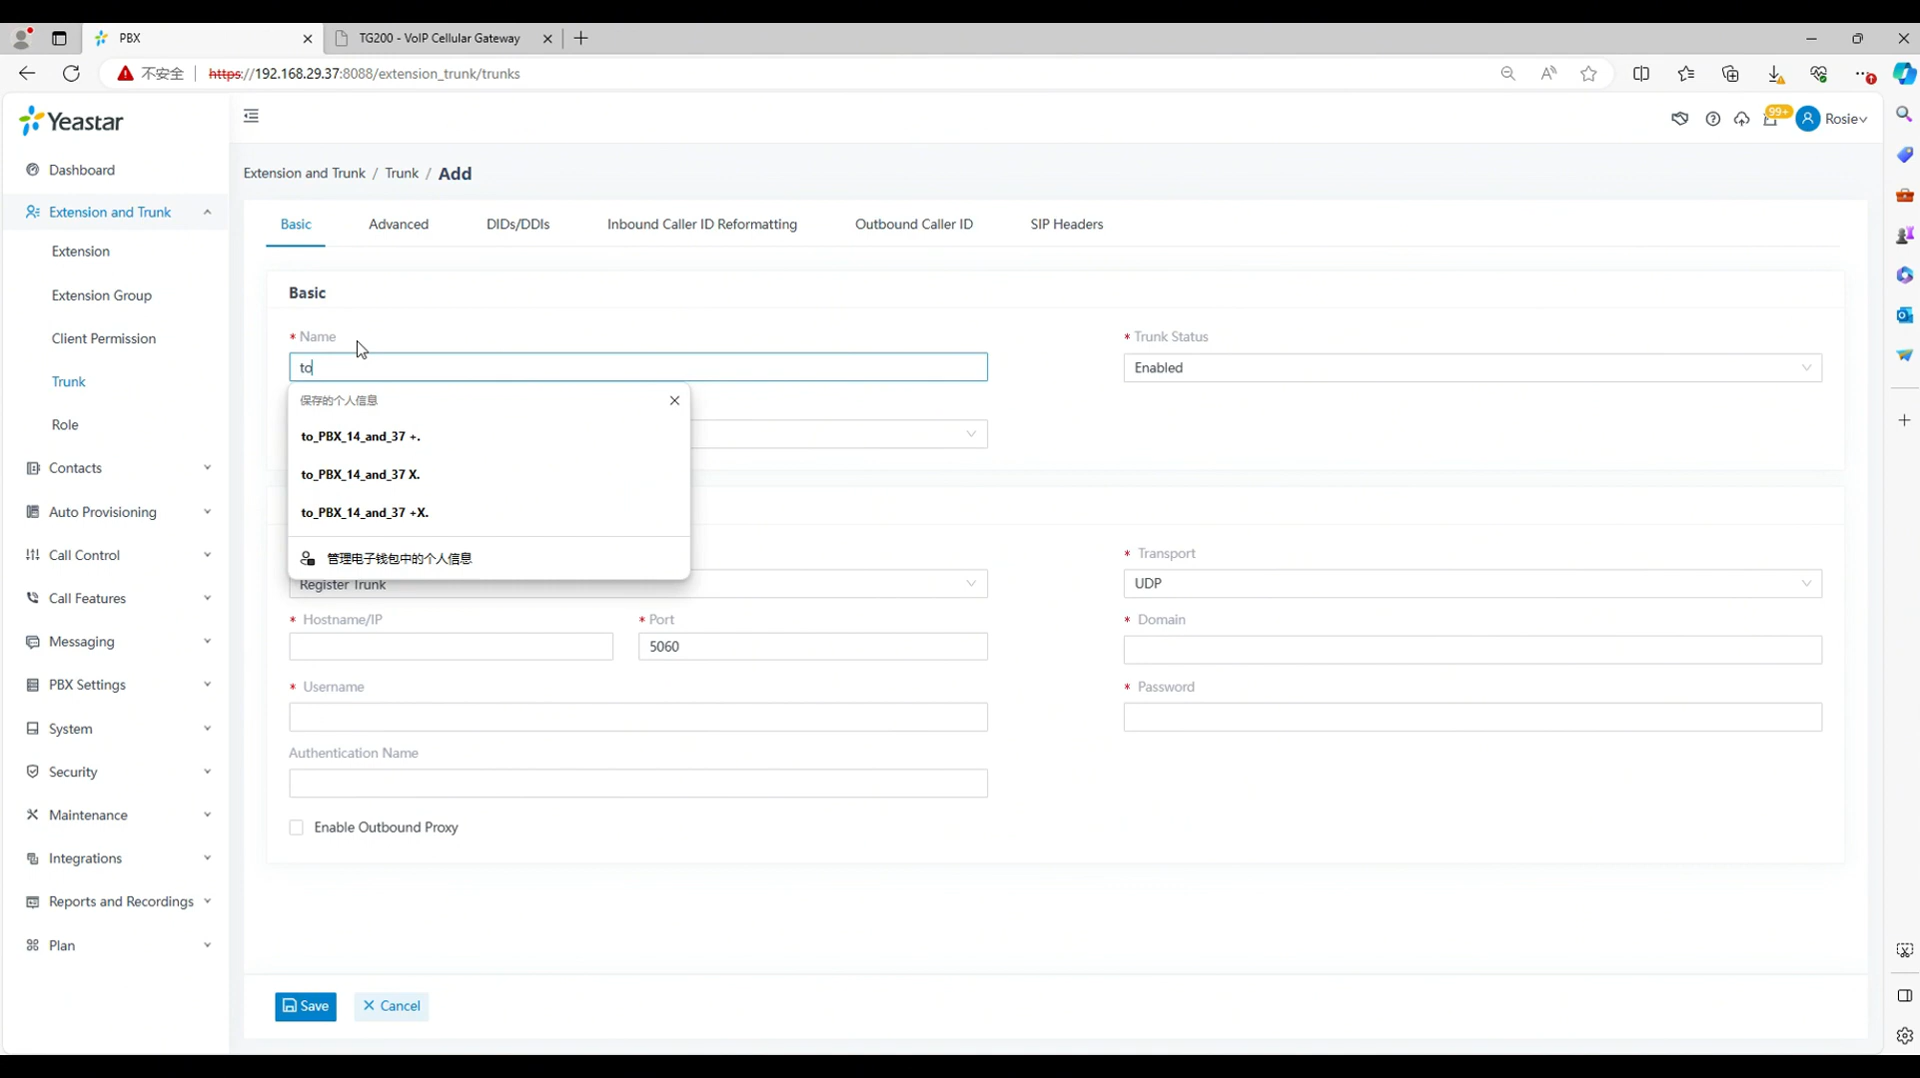 PBX
TG200 - VoIP Cellular Gateway
不安全
https://192.168.29.37:8088/extension_trunk/trunks
Yeastar
99+
Rosie
Dashboard
Extension and Trunk
Extension
Extension Group
Client Permission
Trunk
Role
Contacts
Auto Provisioning
Call Control
Call Features
Messaging
PBX Settings
System
Security
Maintenance
Integrations
Reports and Recordings
Plan
Extension and Trunk / Trunk / Add
Basic
Advanced
DIDs/DDIs
Inbound Caller ID Reformatting
Outbound Caller ID
SIP Headers
Basic
* Name
* Trunk Status
to
Enabled
保存的个人信息
to_PBX_14_and_37 +.
to_PBX_14_and_37 X.
to_PBX_14_and_37 +X.
管理电子钱包中的个人信息
* Transport
Register Trunk
UDP
* Hostname/IP
* Port
* Domain
5060
* Username
* Password
Authentication Name
Enable Outbound Proxy
Save
Cancel